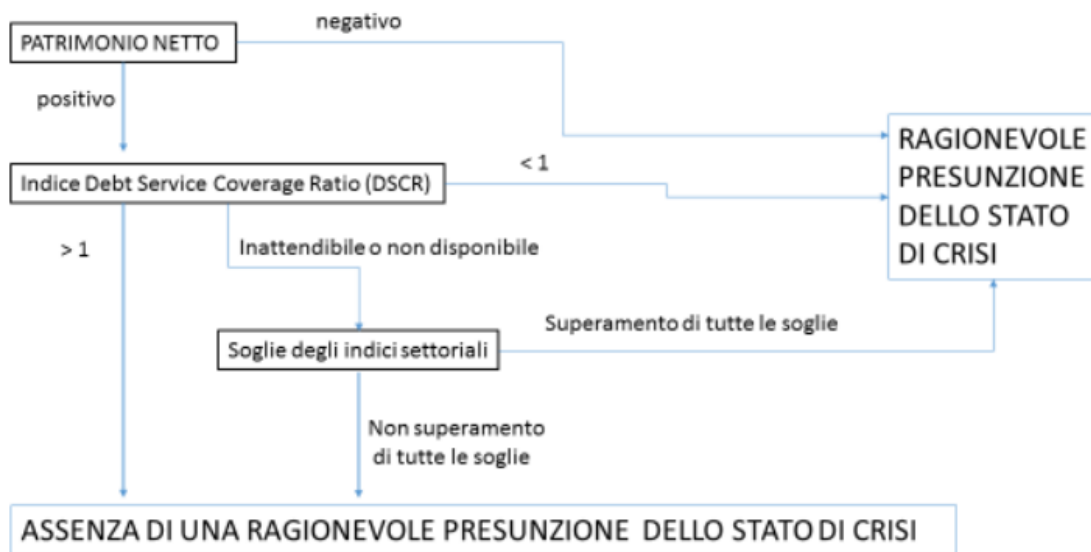 negativo
PATRIMONIO NETTO
positivo
RAGIONEVOLE
PRESUNZIONE
DELLO STATO
DI CRISI
< 1
Indice Debt Service Coverage Ratio (DSCR)
> 1
Inattendibile o non disponibile
Superamento di tutte le soglie
Soglie degli indici settoriali
Non superamento
di tutte le soglie
ASSENZA DI UNA RAGIONEVOLE PRESUNZIONE DELLO STATO DI CRISI